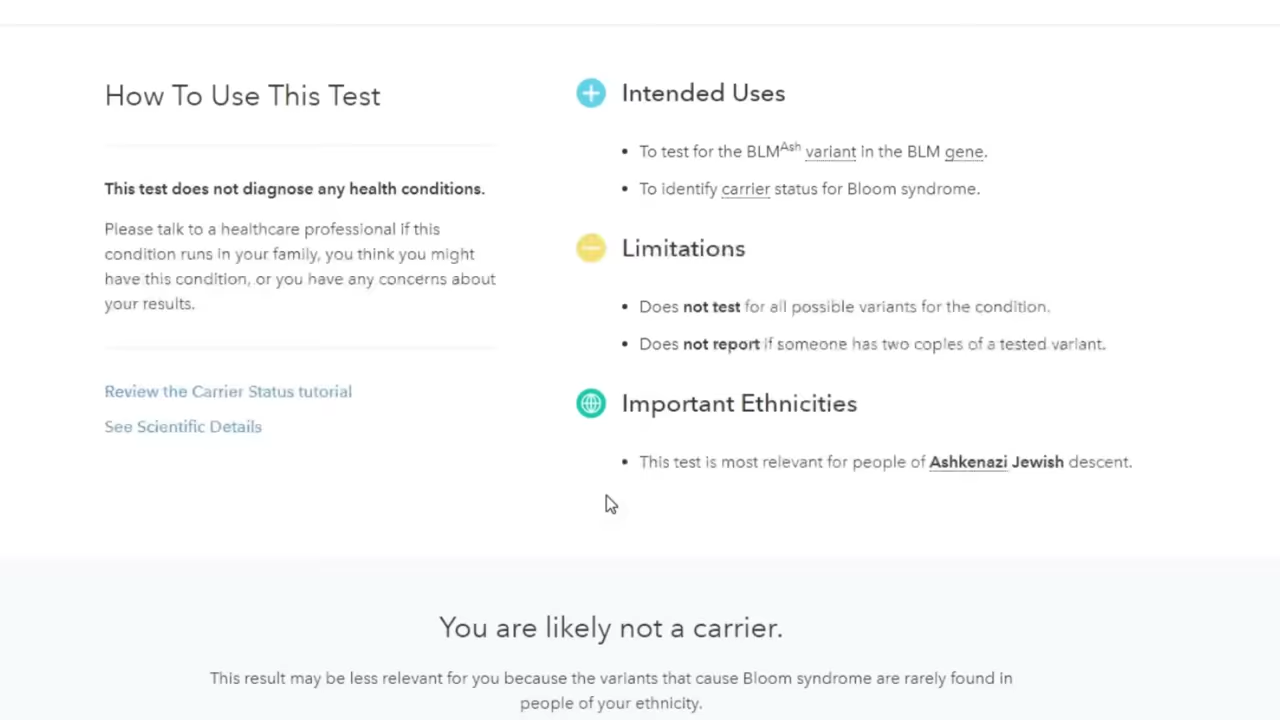 How To Use This Test
This test does not diagnose any health conditions.
Please talk to a healthcare professional if this
condition runs in your family, you think you might
have this condition, or you have any concerns about
your results.
Review the Carrier Status tutorial
See Scientific Details
Intended Uses
• To test for the BLMAsh variant in the BLM gene.
• To identify carrier status for Bloom syndrome.
Limitations
• Does not test for all possible variants for the condition.
• Does not report if someone has two copies of a tested variant.
Important Ethnicities
• This test is most relevant for people of Ashkenazi Jewish descent.
You are likely not a carrier.
This result may be less relevant for you because the variants that cause Bloom syndrome are rarely found in
people of your ethnicity.